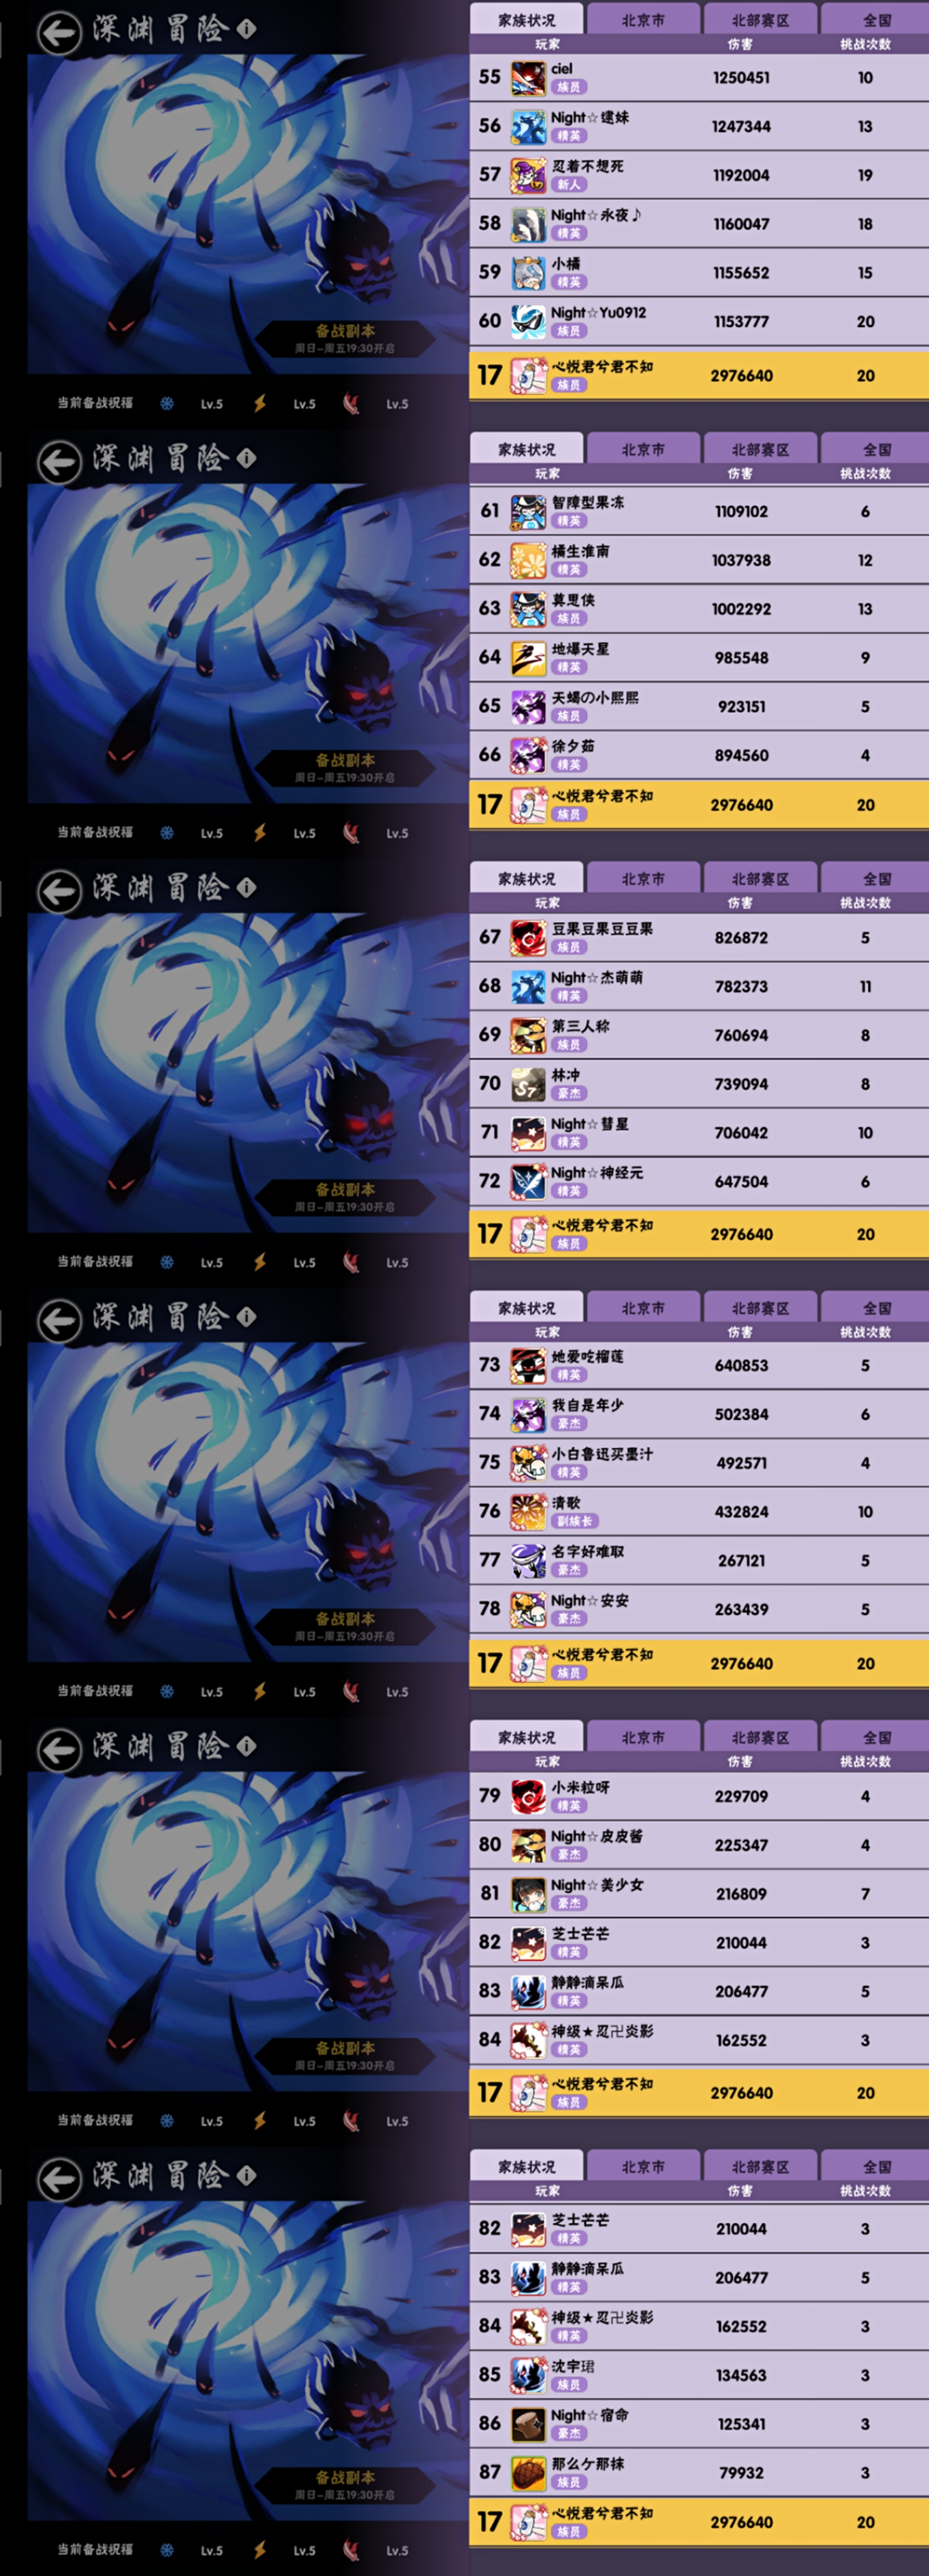 深渊冒险
家族状况 北京市 北部赛区 全国
玩家 伤害 挑战次数
55 ciel 1250451 10
族员
56 Night☆逮妹 1247344 13
精英
57 忍着不想死 1192004 19
新人
58 Night☆永夜♪ 1160047 18
精英
59 小橘 1155652 15
精英
60 Night☆Yu0912 1153777 20
族员
17 心悦君兮君不知 2976640 20
族员
备战副本
周日-周五19:30开启
当前备战祝福 Lv.5 Lv.5 Lv.5
深渊冒险
家族状况 北京市 北部赛区 全国
玩家 伤害 挑战次数
61 智障型果冻 1109102 6
精英
62 橘生淮南 1037938 12
精英
63 莫思侠 1002292 13
族员
64 地爆天星 985548 9
精英
65 天蝎の小熙熙 923151 5
族员
66 徐夕茹 894560 4
精英
17 心悦君兮君不知 2976640 20
族员
备战副本
周日-周五19:30开启
当前备战祝福 Lv.5 Lv.5 Lv.5
深渊冒险
家族状况 北京市 北部赛区 全国
玩家 伤害 挑战次数
67 豆果豆果豆豆果 826872 5
族员
68 Night☆杰萌萌 782373 11
精英
69 第三人称 760694 8
族员
70 林冲 739094 8
豪杰
71 Night☆彗星 706042 10
精英
72 Night☆神经元 647504 6
精英
17 心悦君兮君不知 2976640 20
族员
备战副本
周日-周五19:30开启
当前备战祝福 Lv.5 Lv.5 Lv.5
深渊冒险
家族状况 北京市 北部赛区 全国
玩家 伤害 挑战次数
73 她爱吃榴莲 640853 5
精英
74 我自是年少 502384 6
豪杰
75 小白鲁迅买墨汁 492571 4
精英
76 清歌 432824 10
副族长
77 名字好难取 267121 5
豪杰
78 Night☆安安 263439 5
豪杰
17 心悦君兮君不知 2976640 20
族员
备战副本
周日-周五19:30开启
当前备战祝福 Lv.5 Lv.5 Lv.5
深渊冒险
家族状况 北京市 北部赛区 全国
玩家 伤害 挑战次数
79 小米粒呀 229709 4
精英
80 Night☆皮皮酱 225347 4
豪杰
81 Night☆美少女 216809 7
豪杰
82 芝士芒芒 210044 3
精英
83 静静滴呆瓜 206477 5
精英
84 神级★忍卍炎影 162552 3
精英
17 心悦君兮君不知 2976640 20
族员
备战副本
周日-周五19:30开启
当前备战祝福 Lv.5 Lv.5 Lv.5
深渊冒险
家族状况 北京市 北部赛区 全国
玩家 伤害 挑战次数
82 芝士芒芒 210044 3
精英
83 静静滴呆瓜 206477 5
精英
84 神级★忍卍炎影 162552 3
精英
85 沈宇珺 134563 3
族员
86 Night☆宿命 125341 3
豪杰
87 那么ケ那抹 79932 3
族员
17 心悦君兮君不知 2976640 20
族员
备战副本
周日-周五19:30开启
当前备战祝福 Lv.5 Lv.5 Lv.5